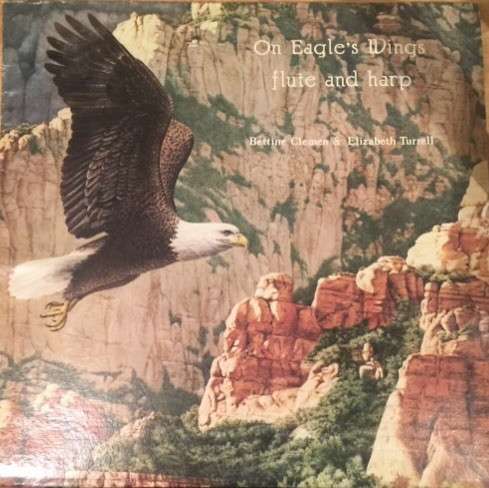 On Eagle's Wings
flute and harp
Bettine Clemen & Elizabeth Turrell